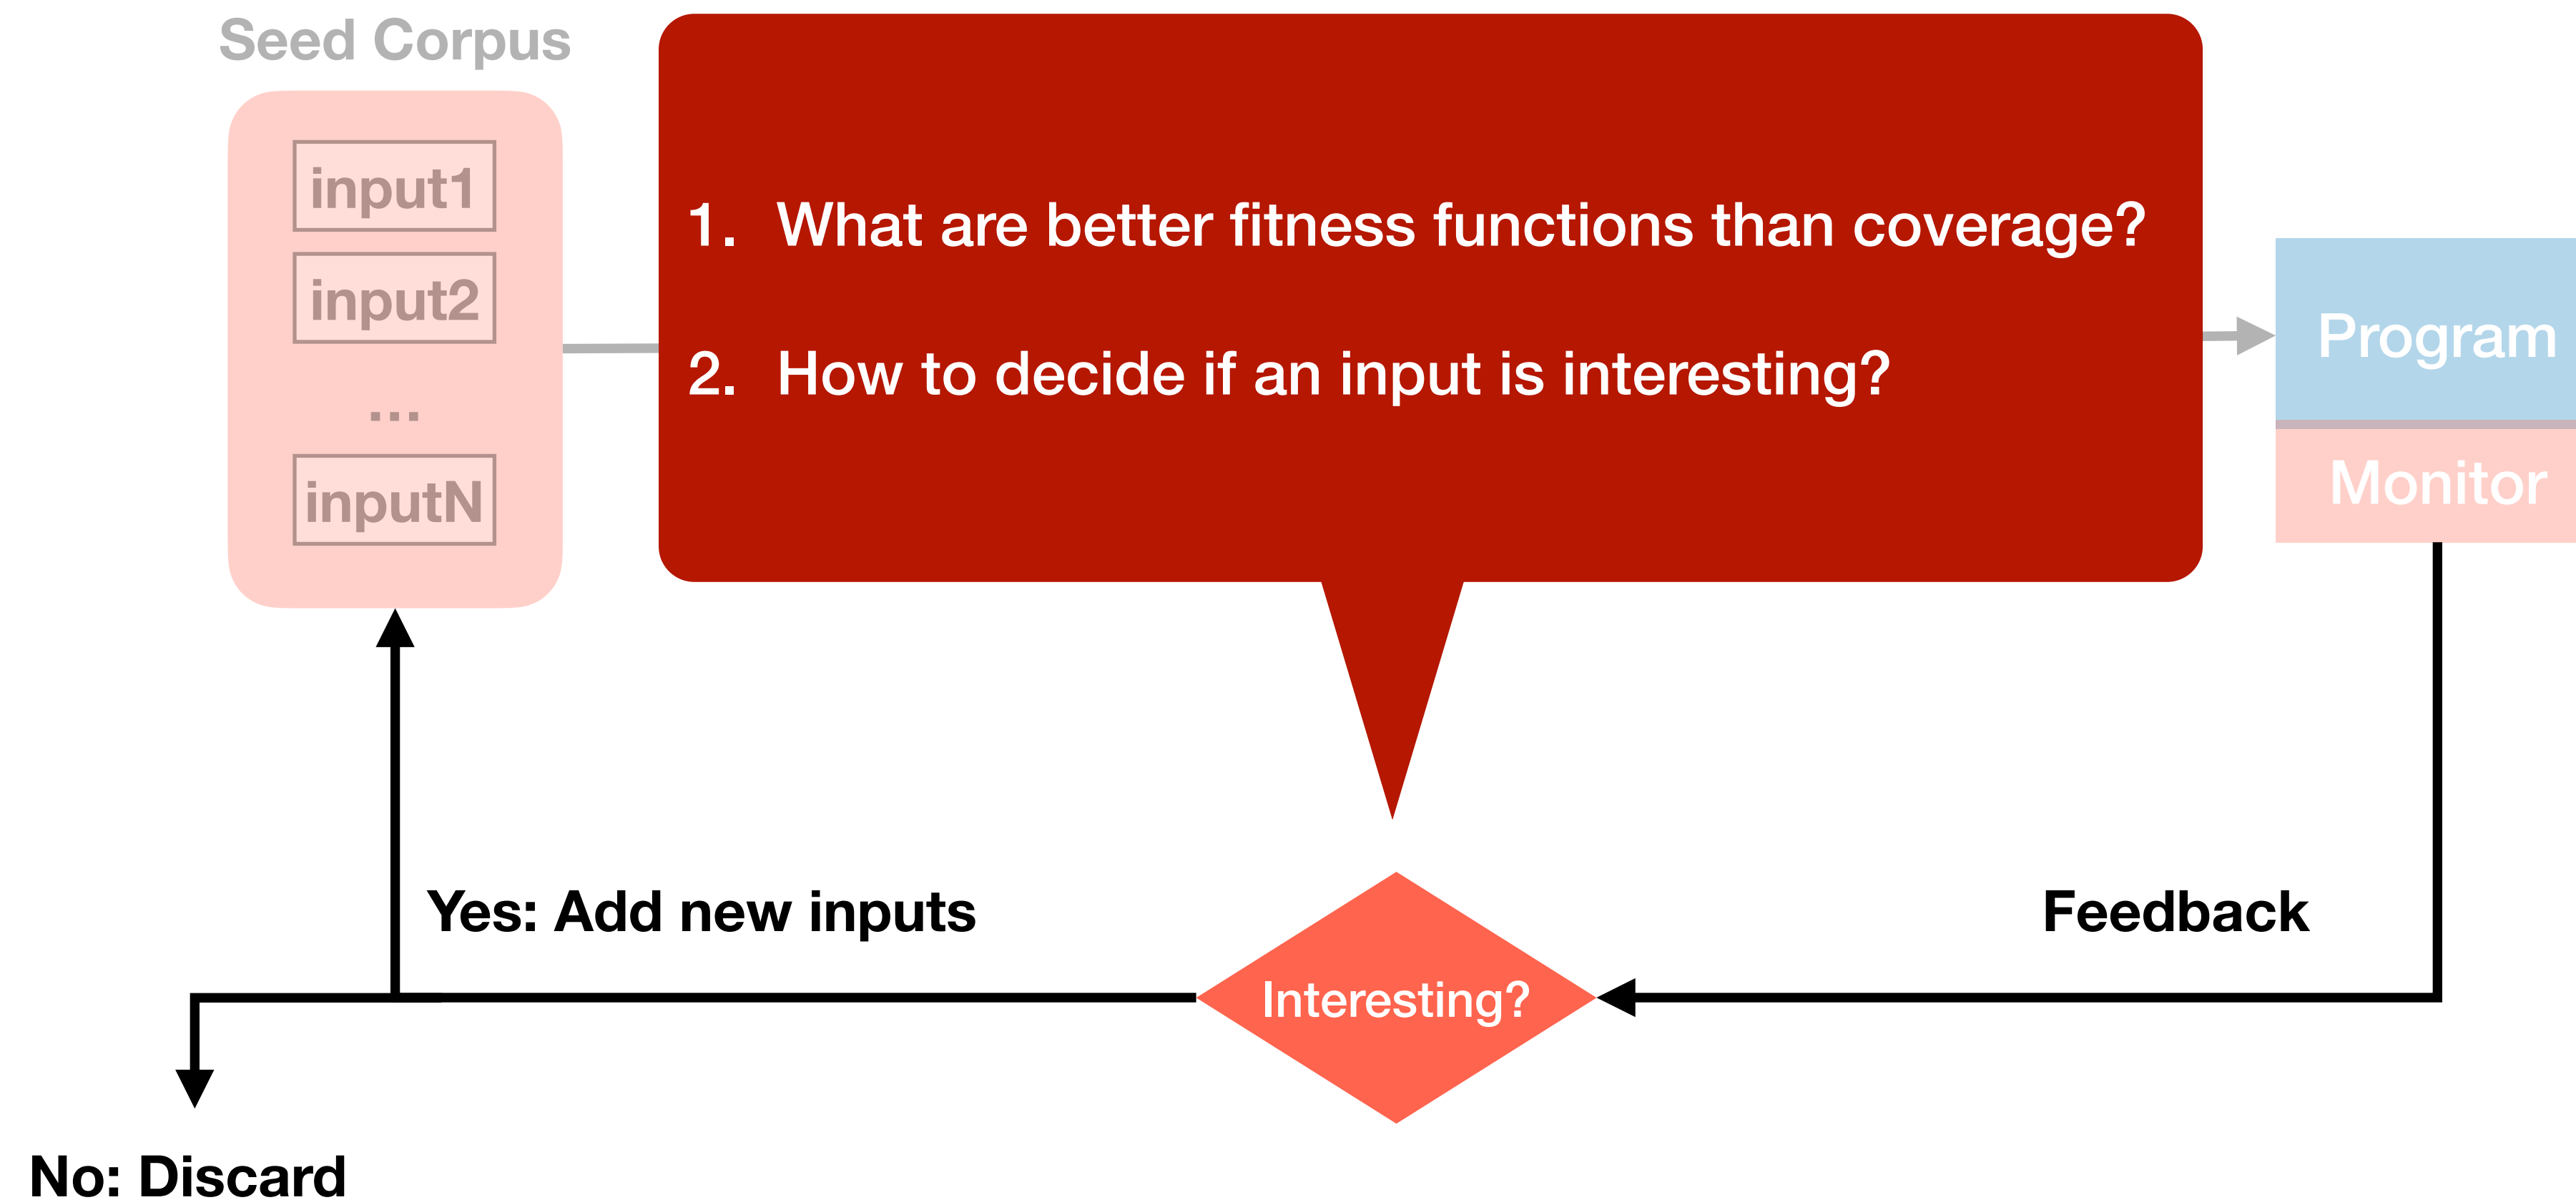 Seed Corpus
input1
input2
...
inputN
1. What are better fitness functions than coverage?
2. How to decide if an input is interesting?
Program
Monitor
Yes: Add new inputs
Interesting?
Feedback
No: Discard